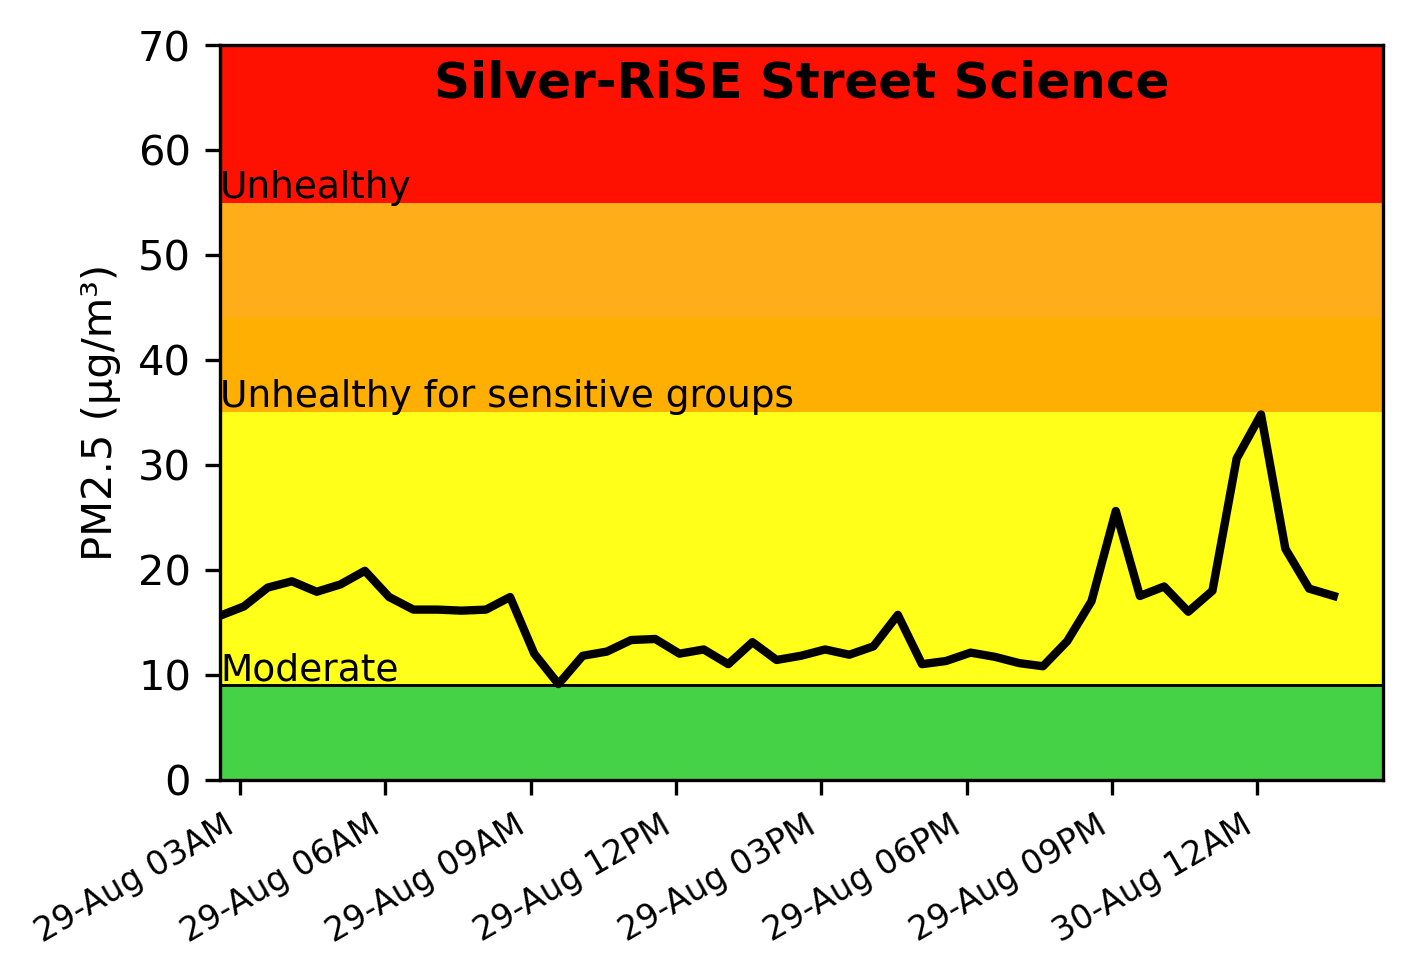 Silver-RiSE Street Science
70
60
Unhealthy
50
40
Unhealthy for sensitive groups
30
20
Moderate
10
0
PM2.5 (µg/m³)
29-Aug 03AM
29-Aug 06AM
29-Aug 09AM
29-Aug 12PM
29-Aug 03PM
29-Aug 06PM
29-Aug 09PM
30-Aug 12AM